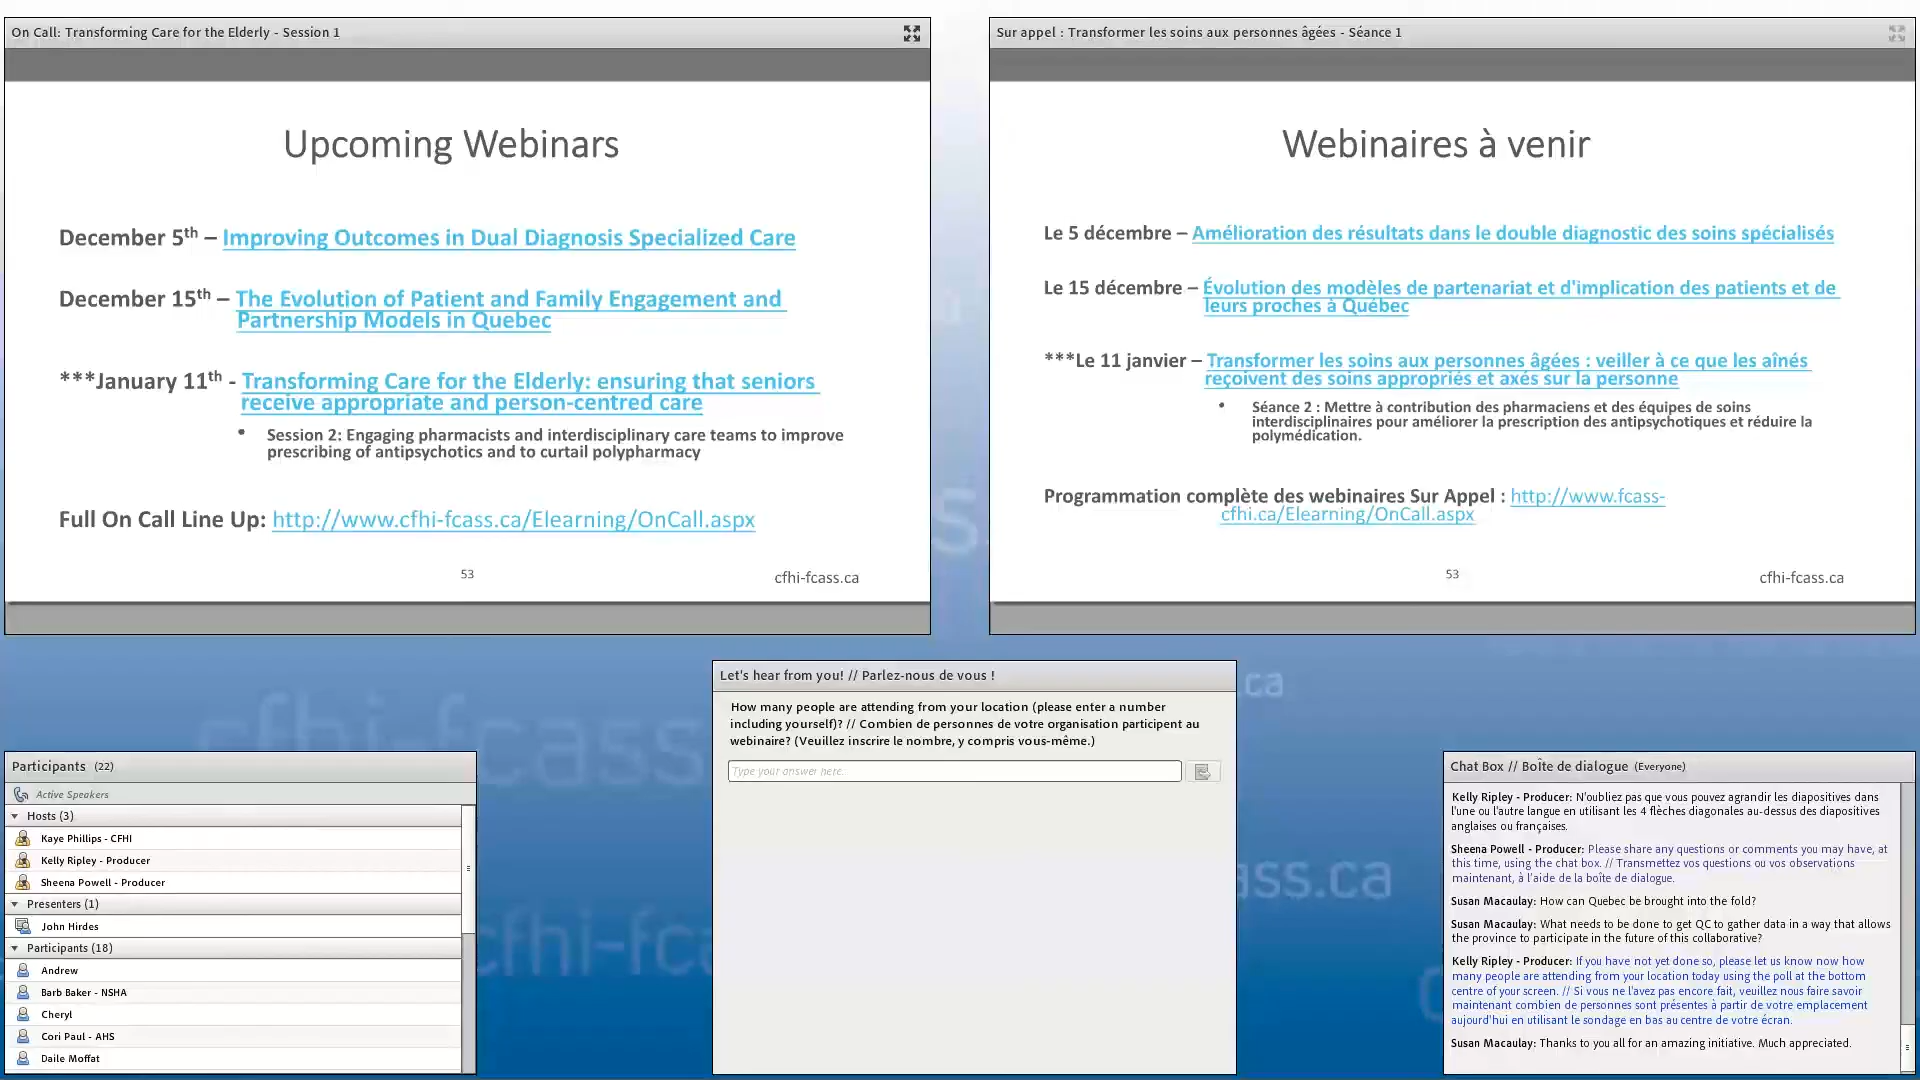 On Call: Transforming Care for the Elderly - Session 1
Upcoming Webinars
December 5th – Improving Outcomes in Dual Diagnosis Specialized Care
December 15th – The Evolution of Patient and Family Engagement and
Partnership Models in Quebec
***January 11th - Transforming Care for the Elderly: ensuring that seniors
receive appropriate and person-centred care
• Session 2: Engaging pharmacists and interdisciplinary care teams to improve
prescribing of antipsychotics and to curtail polypharmacy
Full On Call Line Up: http://www.cfhi-fcass.ca/Elearning/OnCall.aspx
53
cfhi-fcass.ca
Sur appel : Transformer les soins aux personnes âgées - Séance 1
Webinaires à venir
Le 5 décembre – Amélioration des résultats dans le double diagnostic des soins spécialisés
Le 15 décembre – Évolution des modèles de partenariat et d'implication des patients et de
leurs proches à Québec
***Le 11 janvier – Transformer les soins aux personnes âgées : veiller à ce que les aînés
reçoivent des soins appropriés et axés sur la personne
• Séance 2 : Mettre à contribution des pharmaciens et des équipes de soins
interdisciplinaires pour améliorer la prescription des antipsychotiques et réduire la
polymédication.
Programmation complète des webinaires Sur Appel : http://www.fcass-
cfhi.ca/Elearning/OnCall.aspx
53
cfhi-fcass.ca
cfhi-fcass
.ca
ass.ca
cfhi-fca
Participants (22)
Active Speakers
Hosts (3)
Kaye Phillips - CFHI
Kelly Ripley - Producer
Sheena Powell - Producer
Presenters (1)
John Hirdes
Participants (18)
Andrew
Barb Baker - NSHA
Cheryl
Cori Paul - AHS
Daile Moffat
Let's hear from you! // Parlez-nous de vous !
How many people are attending from your location (please enter a number
including yourself)? // Combien de personnes de votre organisation participent au
webinaire? (Veuillez inscrire le nombre, y compris vous-même.)
Type your answer here.
Chat Box // Boîte de dialogue (Everyone)
Kelly Ripley - Producer: N'oubliez pas que vous pouvez agrandir les diapositives dans
l'une ou l'autre langue en utilisant les 4 flèches diagonales au-dessus des diapositives
anglaises ou françaises.
Sheena Powell - Producer: Please share any questions or comments you may have, at
this time, using the chat box. // Transmettez vos questions ou vos observations
maintenant, à l'aide de la boîte de dialogue.
Susan Macaulay: How can Quebec be brought into the fold?
Susan Macaulay: What needs to be done to get QC to gather data in a way that allows
the province to participate in the future of this collaborative?
Kelly Ripley - Producer: If you have not yet done so, please let us know now how
many people are attending from your location today using the poll at the bottom
centre of your screen. // Si vous ne l'avez pas encore fait, veuillez nous faire savoir
maintenant combien de personnes sont présentes à partir de votre emplacement
aujourd'hui en utilisant le sondage en bas au centre de votre écran.
Susan Macaulay: Thanks to you all for an amazing initiative. Much appreciated.